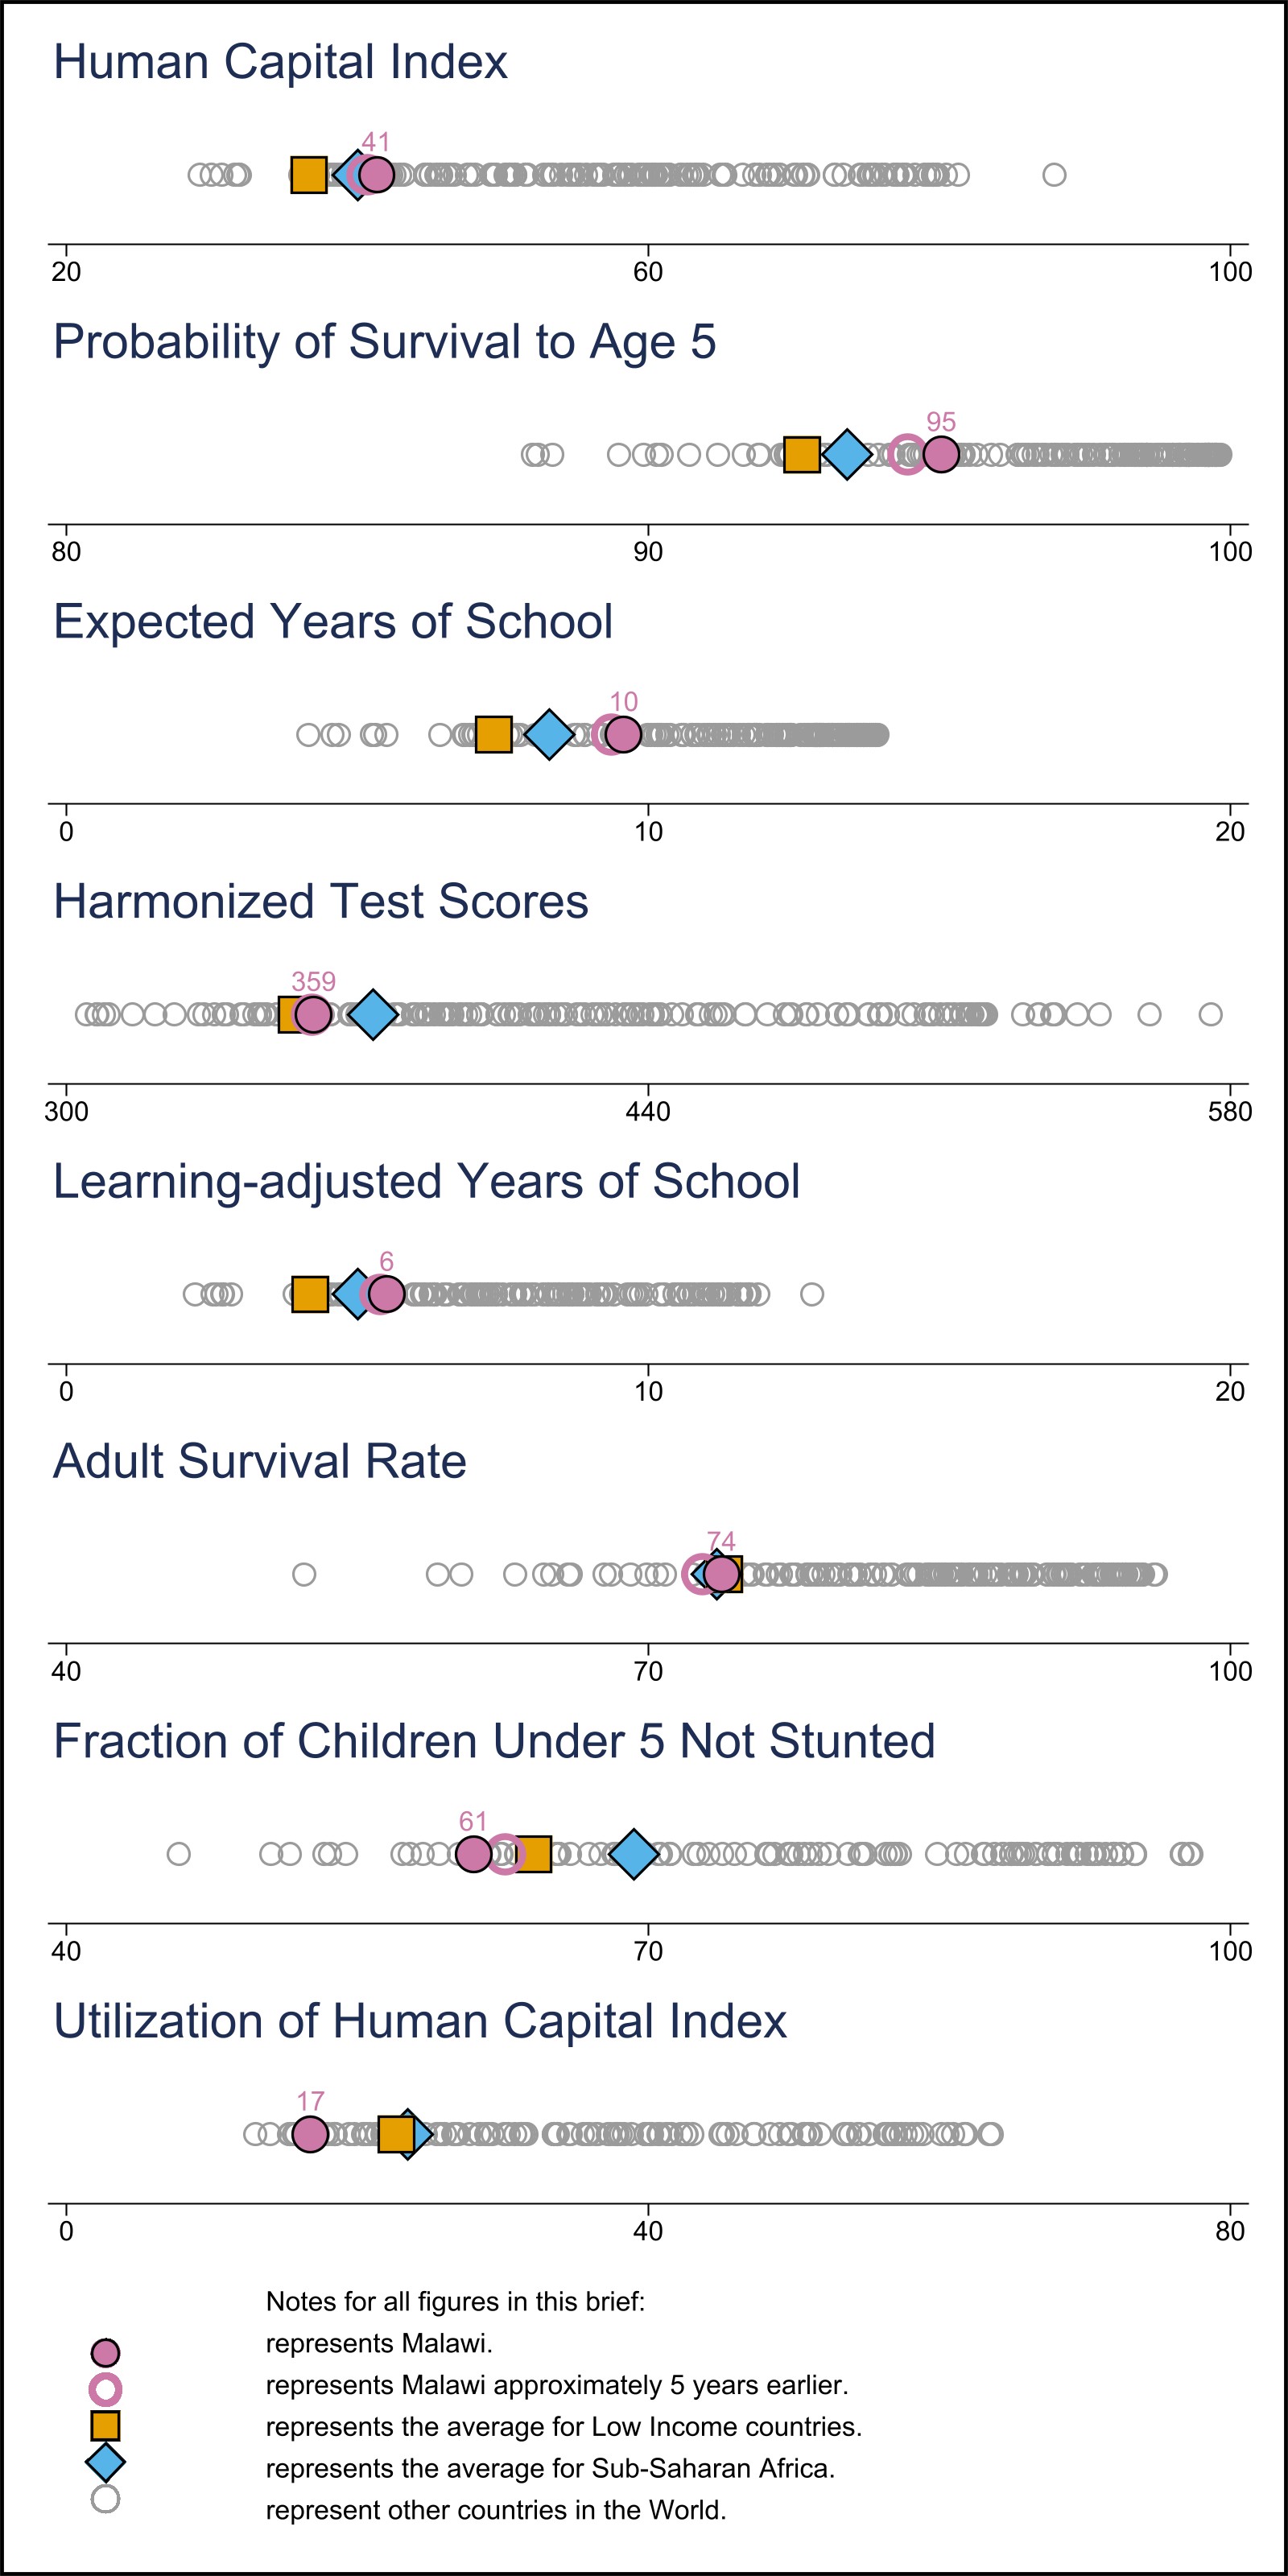 Human Capital Index
41
20 60 100
Probability of Survival to Age 5
95
80 90 100
Expected Years of School
10
0 10 20
Harmonized Test Scores
359
300 440 580
Learning-adjusted Years of School
6
0 10 20
Adult Survival Rate
74
40 70 100
Fraction of Children Under 5 Not Stunted
61
40 70 100
Utilization of Human Capital Index
17
0 40 80
Notes for all figures in this brief:
represents Malawi.
represents Malawi approximately 5 years earlier.
represents the average for Low Income countries.
represents the average for Sub-Saharan Africa.
represent other countries in the World.